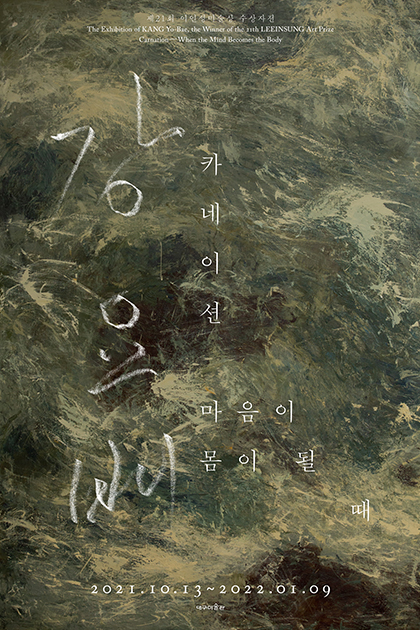 제21회 이인성미술상 수상자전
The Exhibition of KANG Yo-Bae, the Winner of the 21th LEEINSUNG Art Prize
Carnation – When the Mind Becomes the Body
강
요
배
카
네
이
션
마음이
몸이 될
때
2021.10.13~2022.01.09
대구미술관